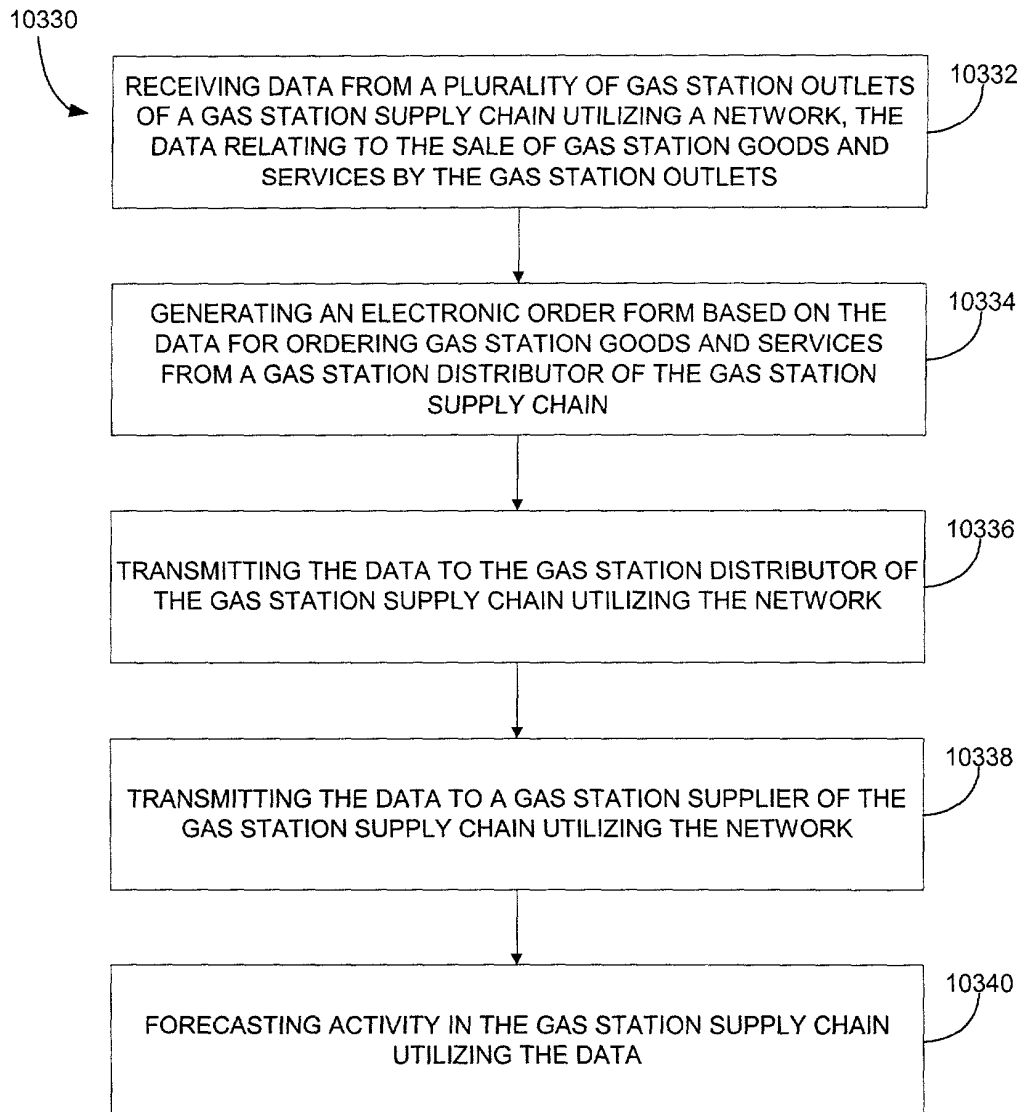 10330
RECEIVING DATA FROM A PLURALITY OF GAS STATION OUTLETS
OF A GAS STATION SUPPLY CHAIN UTILIZING A NETWORK, THE
DATA RELATING TO THE SALE OF GAS STATION GOODS AND
SERVICES BY THE GAS STATION OUTLETS
10332
GENERATING AN ELECTRONIC ORDER FORM BASED ON THE
DATA FOR ORDERING GAS STATION GOODS AND SERVICES
FROM A GAS STATION DISTRIBUTOR OF THE GAS STATION
SUPPLY CHAIN
10334
TRANSMITTING THE DATA TO THE GAS STATION DISTRIBUTOR OF
THE GAS STATION SUPPLY CHAIN UTILIZING THE NETWORK
10336
TRANSMITTING THE DATA TO A GAS STATION SUPPLIER OF THE
GAS STATION SUPPLY CHAIN UTILIZING THE NETWORK
10338
FORECASTING ACTIVITY IN THE GAS STATION SUPPLY CHAIN
UTILIZING THE DATA
10340